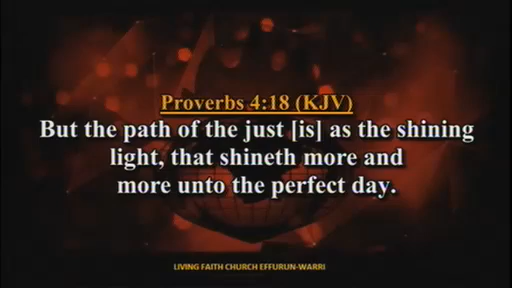 Proverbs 4:18 (KJV)
But the path of the just [is] as the shining
light, that shineth more and
more unto the perfect day.
LIVING FAITH CHURCH EFFURUN-WARRI